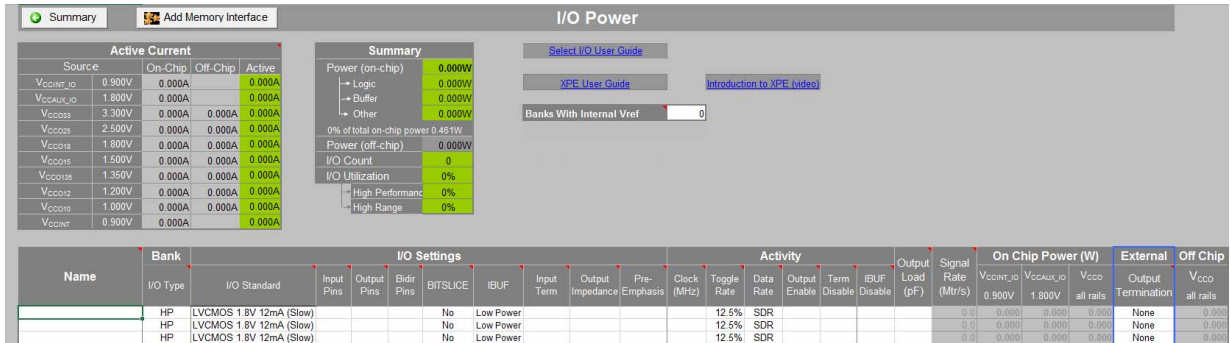 Summary
Add Memory Interface
I/O Power
Active Current
Source On-Chip Off-Chip Active
VCCINT_IO 0.900V 0.000A 0.000A
VCCAUX_IO 1.800V 0.000A 0.000A
VCCO33 3.300V 0.000A 0.000A 0.000A
VCCO25 2.500V 0.000A 0.000A 0.000A
VCCO18 1.800V 0.000A 0.000A 0.000A
VCCO15 1.500V 0.000A 0.000A 0.000A
VCCO135 1.350V 0.000A 0.000A 0.000A
VCCO12 1.200V 0.000A 0.000A 0.000A
VCCO10 1.000V 0.000A 0.000A 0.000A
VCCINT 0.900V 0.000A 0.000A
Summary
Power (on-chip) 0.000W
Logic 0.000W
Buffer 0.000W
Other 0.000W
0% of total on-chip power 0.461W
Power (off-chip) 0.000W
I/O Count 0
I/O Utilization 0%
High Performanc 0%
High Range 0%
Select I/O User Guide
XPE User Guide
Introduction to XPE (video)
Banks With Internal Vref 0
Name
Bank
I/O Type
I/O Settings
I/O Standard
Input Pins
Output Pins
Bidir Pins
BITSLICE
IBUF
Input Term
Output Impedance
Pre-Emphasis
Activity
Clock (MHz)
Toggle Rate
Data Rate
Output Enable
Term Disable
IBUF Disable
Output Load (pF)
Signal Rate (Mtr/s)
On Chip Power (W)
VCCINT_IO 0.900V
VCCAUX_IO 1.800V
VCCO all rails
External
Output Termination
Off Chip
VCCO all rails
HP LVCMOS 1.8V 12mA (Slow) No Low Power 12.5% SDR 0.0 0.000 0.000 0.000 None 0.000
HP LVCMOS 1.8V 12mA (Slow) No Low Power 12.5% SDR 0.0 0.000 0.000 0.000 None 0.000
HP LVCMOS 1.8V 12mA (Slow) No Low Power 12.5% SDR 0.0 0.000 0.000 0.000 None 0.000